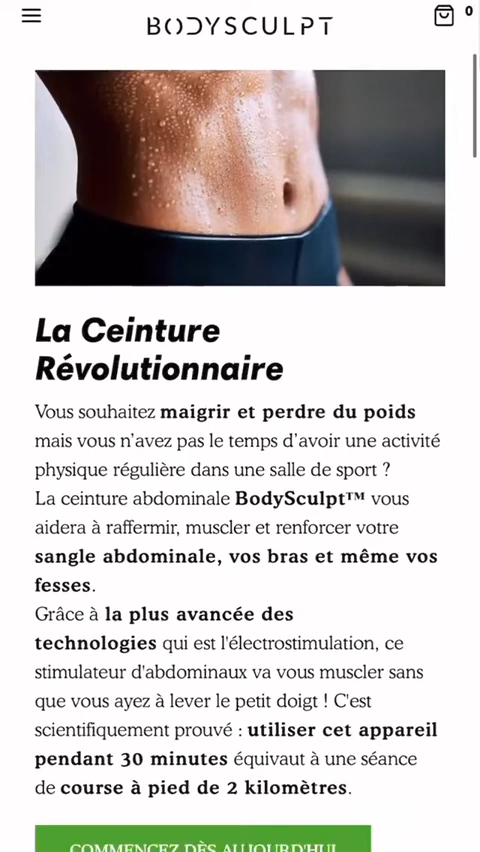 BODYSCULPT
0
La Ceinture
Révolutionnaire
Vous souhaitez maigrir et perdre du poids
mais vous n'avez pas le temps d'avoir une activité
physique régulière dans une salle de sport ?
La ceinture abdominale BodySculpt™ vous
aidera à raffermir, muscler et renforcer votre
sangle abdominale, vos bras et même vos
fesses.
Grâce à la plus avancée des
technologies qui est l'électrostimulation, ce
stimulateur d'abdominaux va vous muscler sans
que vous ayez à lever le petit doigt ! C'est
scientifiquement prouvé : utiliser cet appareil
pendant 30 minutes équivaut à une séance
de course à pied de 2 kilomètres.
COMMENCEZ DÈS AUJOURD'HUI